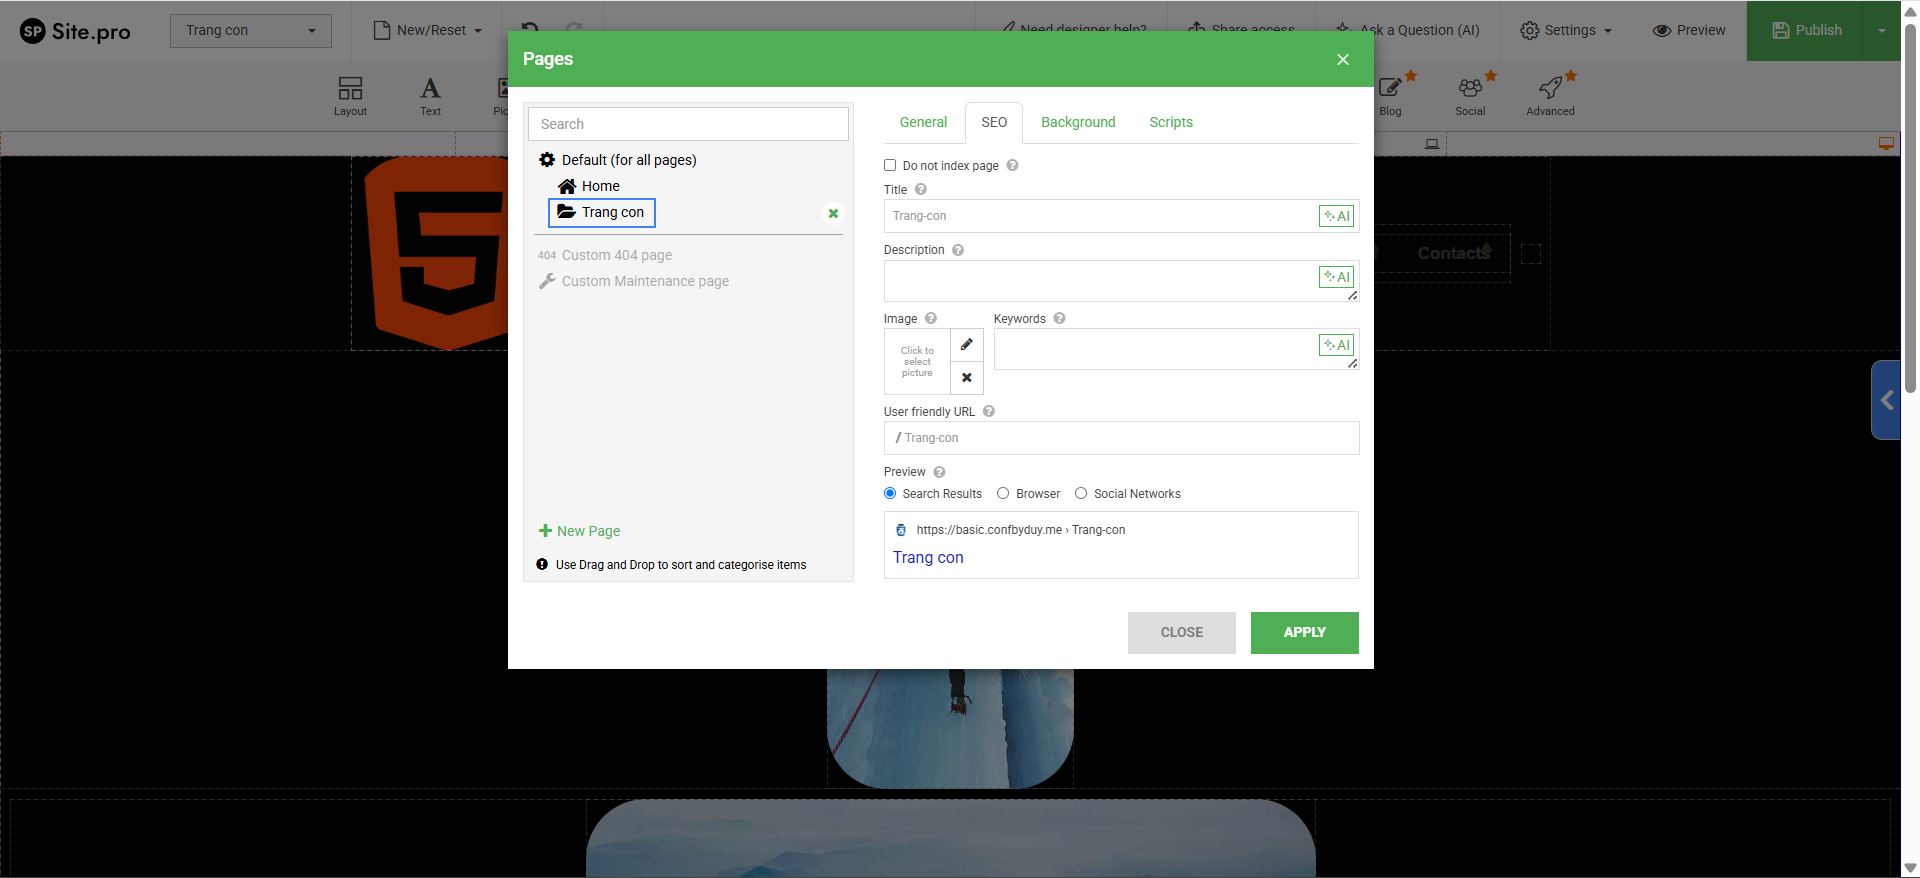 SP Site.pro
Trang con
New/Reset
Need designer help?
Share access
Ask a Question (AI)
Settings
Preview
Publish
Layout
Text
Blog
Social
Advanced
Pages
Search
Default (for all pages)
Home
Trang con
404 Custom 404 page
Custom Maintenance page
New Page
Use Drag and Drop to sort and categorise items
General
SEO
Background
Scripts
Do not index page
Title
Trang-con
AI
Description
AI
Image
Keywords
Click to
select
picture
AI
User friendly URL
/ Trang-con
Preview
Search Results
Browser
Social Networks
https://basic.confbyduy.me › Trang-con
Trang con
CLOSE
APPLY
Contacts